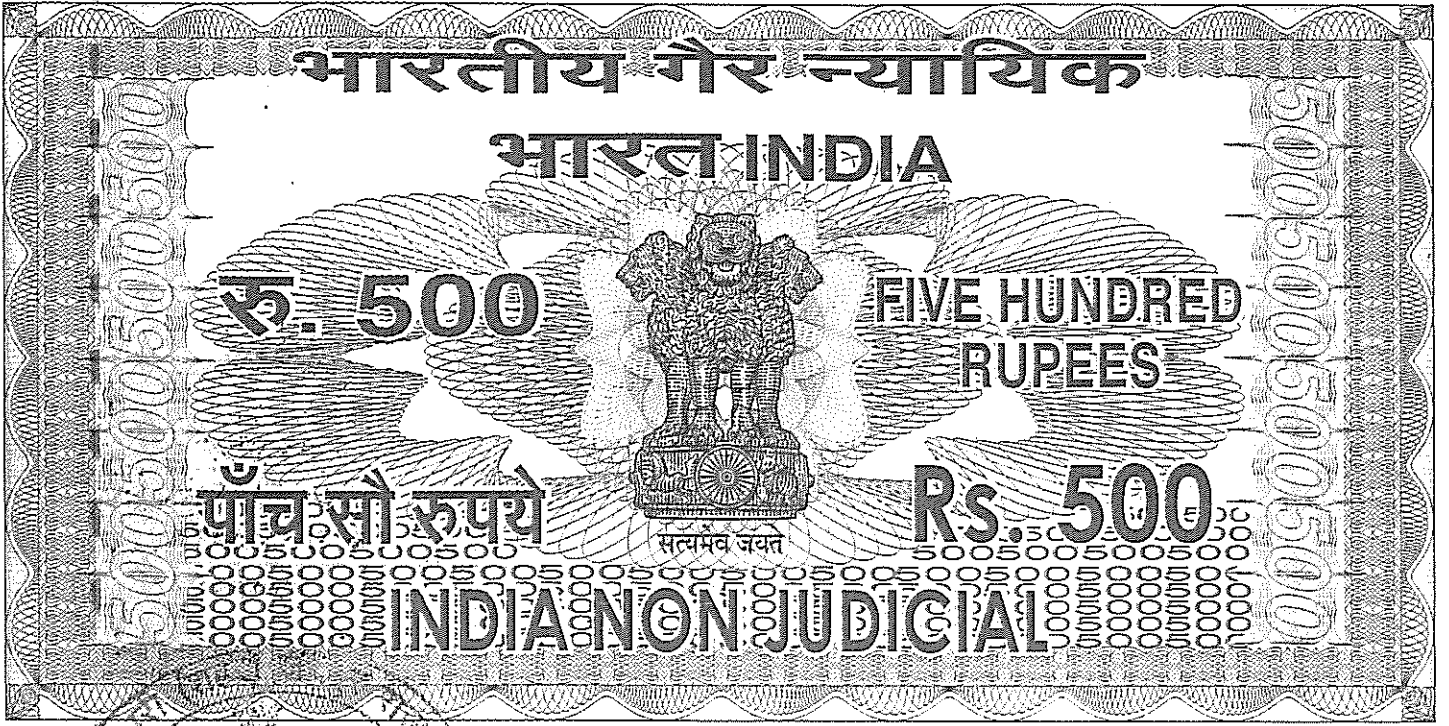 भारतीय गैर न्यायिक
भारत INDIA
रु. 500
FIVE HUNDRED
RUPEES
पाँच सौ रुपये
Rs. 500
सत्यमेव जयते
INDIA NON JUDICIAL